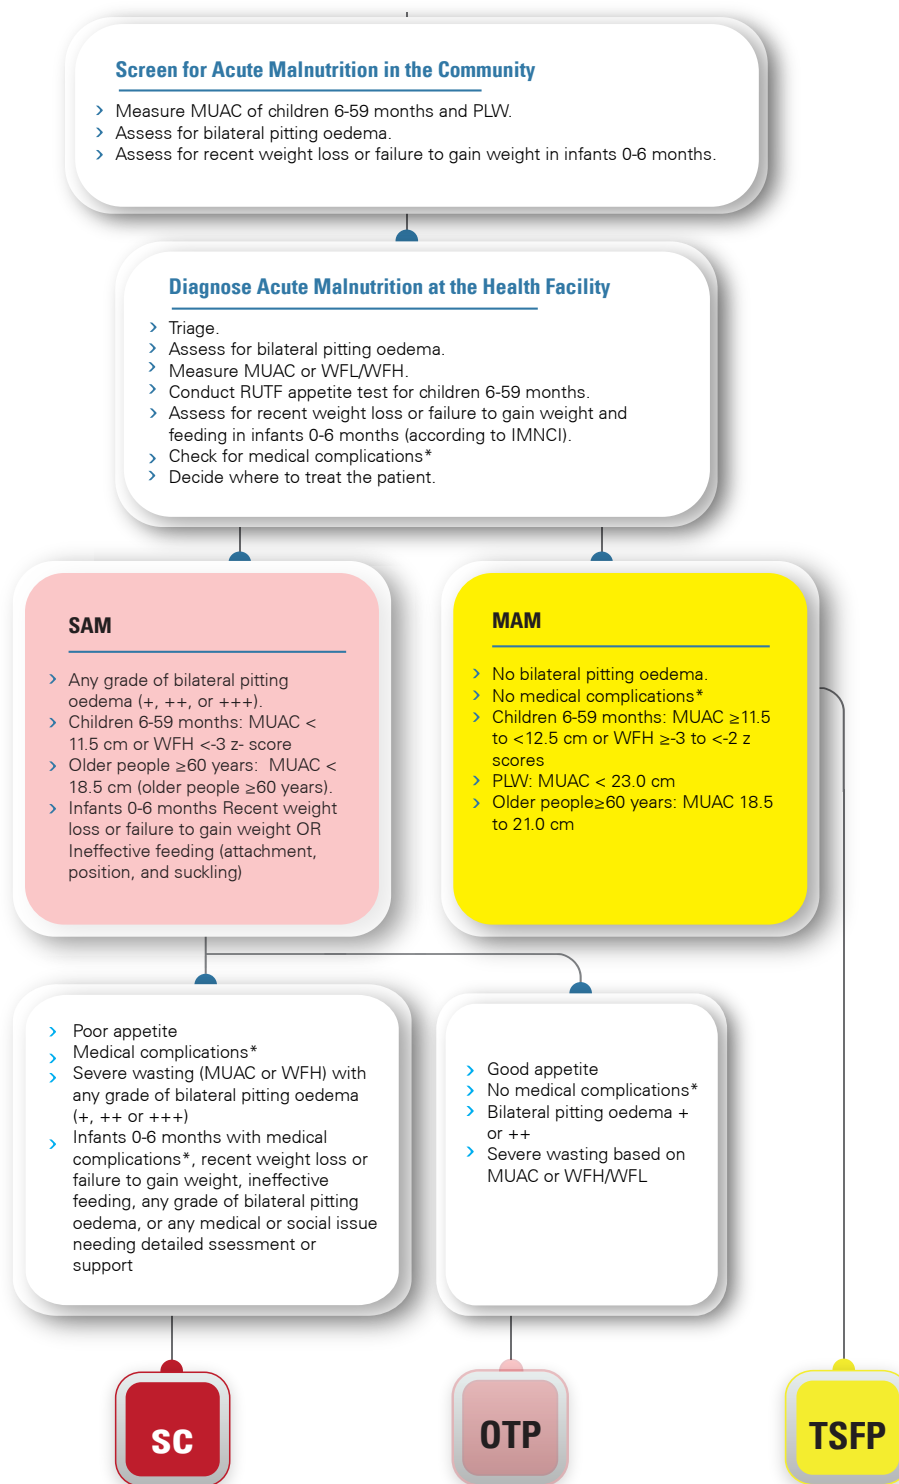 Screen for Acute Malnutrition in the Community
› Measure MUAC of children 6-59 months and PLW.
› Assess for bilateral pitting oedema.
› Assess for recent weight loss or failure to gain weight in infants 0-6 months.
Diagnose Acute Malnutrition at the Health Facility
› Triage.
› Assess for bilateral pitting oedema.
› Measure MUAC or WFL/WFH.
› Conduct RUTF appetite test for children 6-59 months.
› Assess for recent weight loss or failure to gain weight and
feeding in infants 0-6 months (according to IMNCI).
› Check for medical complications*
› Decide where to treat the patient.
SAM
› Any grade of bilateral pitting
oedema (+, ++, or +++).
› Children 6-59 months: MUAC <
11.5 cm or WFH <-3 z- score
› Older people ≥60 years: MUAC <
18.5 cm (older people ≥60 years).
› Infants 0-6 months Recent weight
loss or failure to gain weight OR
Ineffective feeding (attachment,
position, and suckling)
MAM
› No bilateral pitting oedema.
› No medical complications*
› Children 6-59 months: MUAC ≥11.5
to <12.5 cm or WFH ≥-3 to <-2 z
scores
› PLW: MUAC < 23.0 cm
› Older people≥60 years: MUAC 18.5
to 21.0 cm
› Poor appetite
› Medical complications*
› Severe wasting (MUAC or WFH) with
any grade of bilateral pitting oedema
(+, ++ or +++)
› Infants 0-6 months with medical
complications*, recent weight loss or
failure to gain weight, ineffective
feeding, any grade of bilateral pitting
oedema, or any medical or social issue
needing detailed ssessment or
support
› Good appetite
› No medical complications*
› Bilateral pitting oedema +
or ++
› Severe wasting based on
MUAC or WFH/WFL
SC
OTP
TSFP